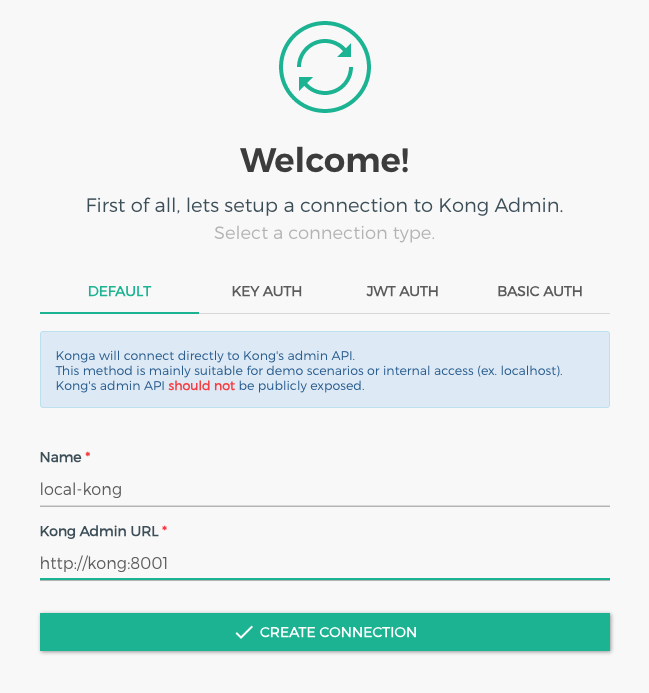 Welcome!
First of all, lets setup a connection to Kong Admin.
Select a connection type.
DEFAULT KEY AUTH JWT AUTH BASIC AUTH
Konga will connect directly to Kong's admin API.
This method is mainly suitable for demo scenarios or internal access (ex. localhost).
Kong's admin API should not be publicly exposed.
Name *
local-kong
Kong Admin URL *
http://kong:8001
CREATE CONNECTION